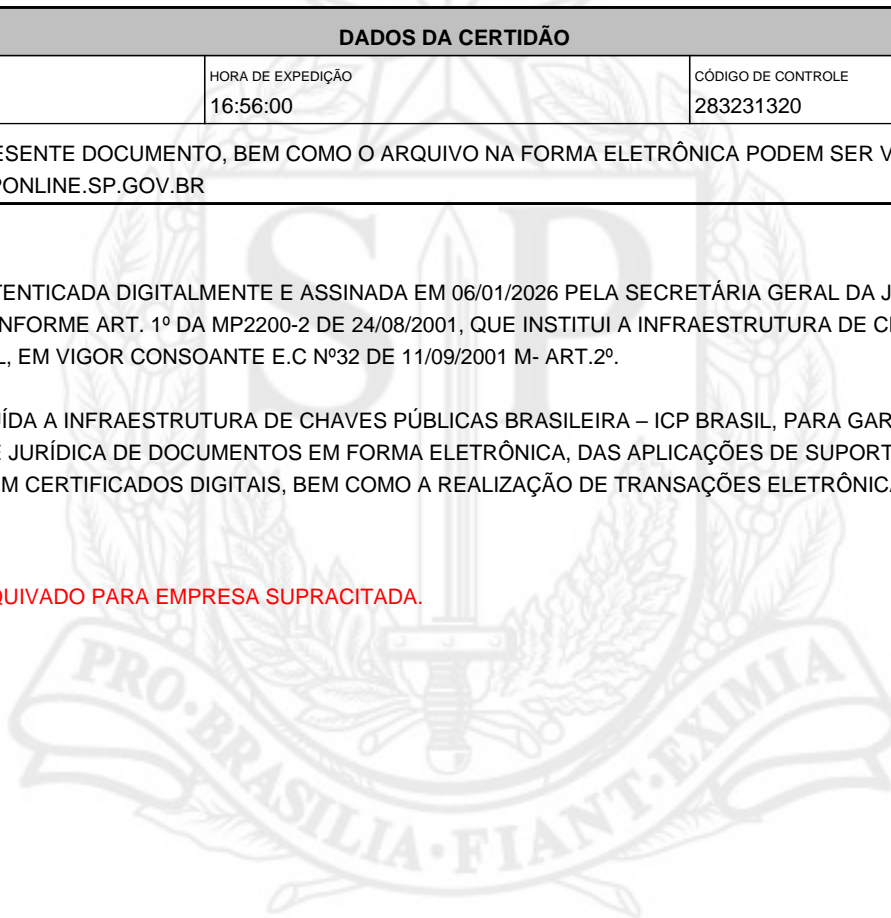 DADOS DA CERTIDÃO
HORA DE EXPEDIÇÃO CÓDIGO DE CONTROLE
16:56:00 283231320
ESENTE DOCUMENTO, BEM COMO O ARQUIVO NA FORMA ELETRÔNICA PODEM SER V
PONLINE.SP.GOV.BR
SP
TENTICADA DIGITALMENTE E ASSINADA EM 06/01/2026 PELA SECRETÁRIA GERAL DA J
NFORME ART. 1º DA MP2200-2 DE 24/08/2001, QUE INSTITUI A INFRAESTRUTURA DE C
L, EM VIGOR CONSOANTE E.C Nº32 DE 11/09/2001 M- ART.2º.
ÍDA A INFRAESTRUTURA DE CHAVES PÚBLICAS BRASILEIRA – ICP BRASIL, PARA GAR
E JURÍDICA DE DOCUMENTOS EM FORMA ELETRÔNICA, DAS APLICAÇÕES DE SUPORT
M CERTIFICADOS DIGITAIS, BEM COMO A REALIZAÇÃO DE TRANSAÇÕES ELETRÔNICA
QUIVADO PARA EMPRESA SUPRACITADA.
PRO·BRASILIA·FIANT·EXIMIA